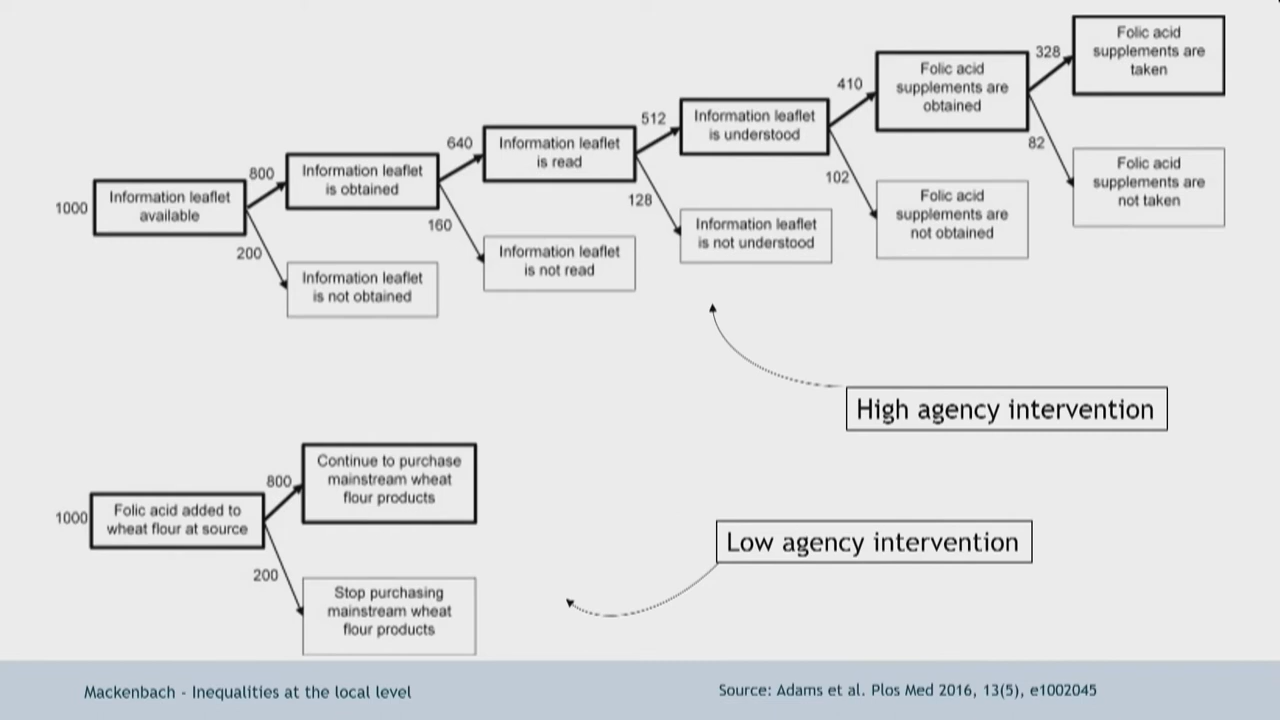 1000
Information leaflet
available
800
200
Information leaflet
is obtained
Information leaflet
is not obtained
640
160
Information leaflet
is read
Information leaflet
is not read
512
128
Information leaflet
is understood
Information leaflet
is not understood
410
102
Folic acid
supplements are
obtained
Folic acid
supplements are
not obtained
328
82
Folic acid
supplements are
taken
Folic acid
supplements are
not taken
High agency intervention
1000
Folic acid added to
wheat flour at source
800
200
Continue to purchase
mainstream wheat
flour products
Stop purchasing
mainstream wheat
flour products
Low agency intervention
Mackenbach - Inequalities at the local level
Source: Adams et al. Plos Med 2016, 13(5), e1002045